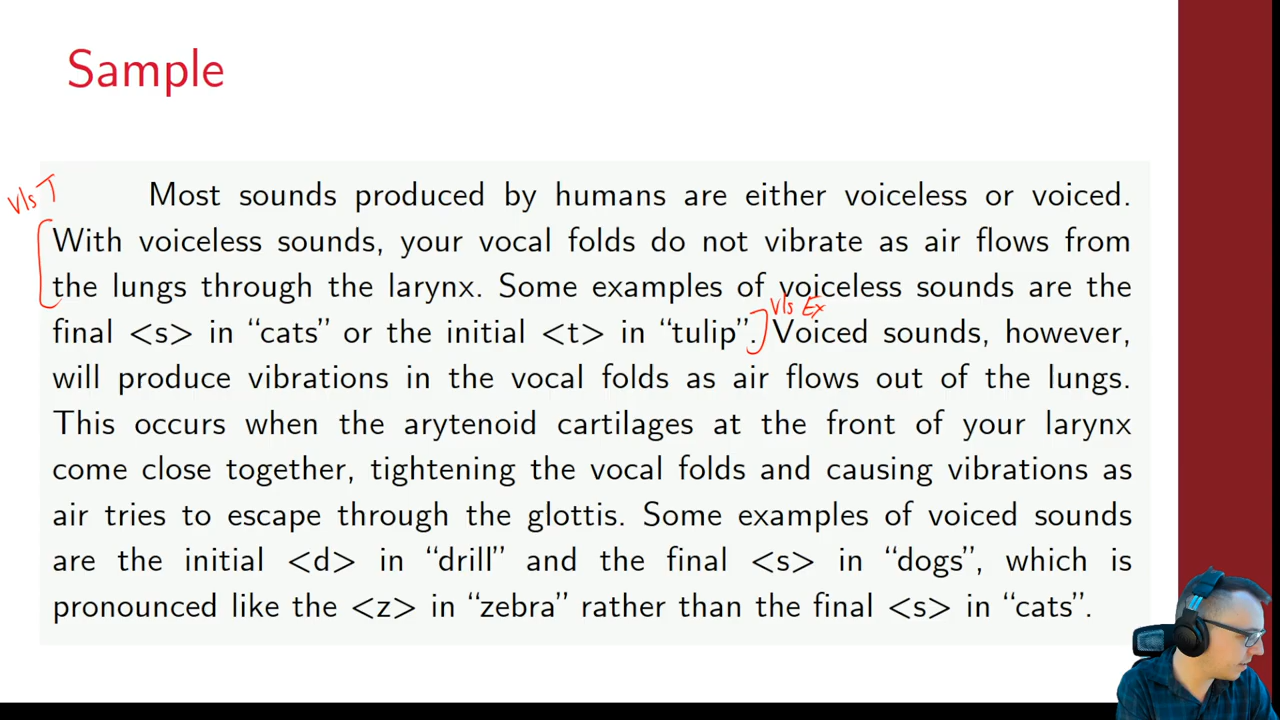 Sample
Vls T
Most sounds produced by humans are either voiceless or voiced.
With voiceless sounds, your vocal folds do not vibrate as air flows from
the lungs through the larynx. Some examples of voiceless sounds are the
Vls Ex
final <s> in “cats” or the initial <t> in “tulip”. Voiced sounds, however,
will produce vibrations in the vocal folds as air flows out of the lungs.
This occurs when the arytenoid cartilages at the front of your larynx
come close together, tightening the vocal folds and causing vibrations as
air tries to escape through the glottis. Some examples of voiced sounds
are the initial <d> in “drill” and the final <s> in “dogs”, which is
pronounced like the <z> in “zebra” rather than the final <s> in “cats”.